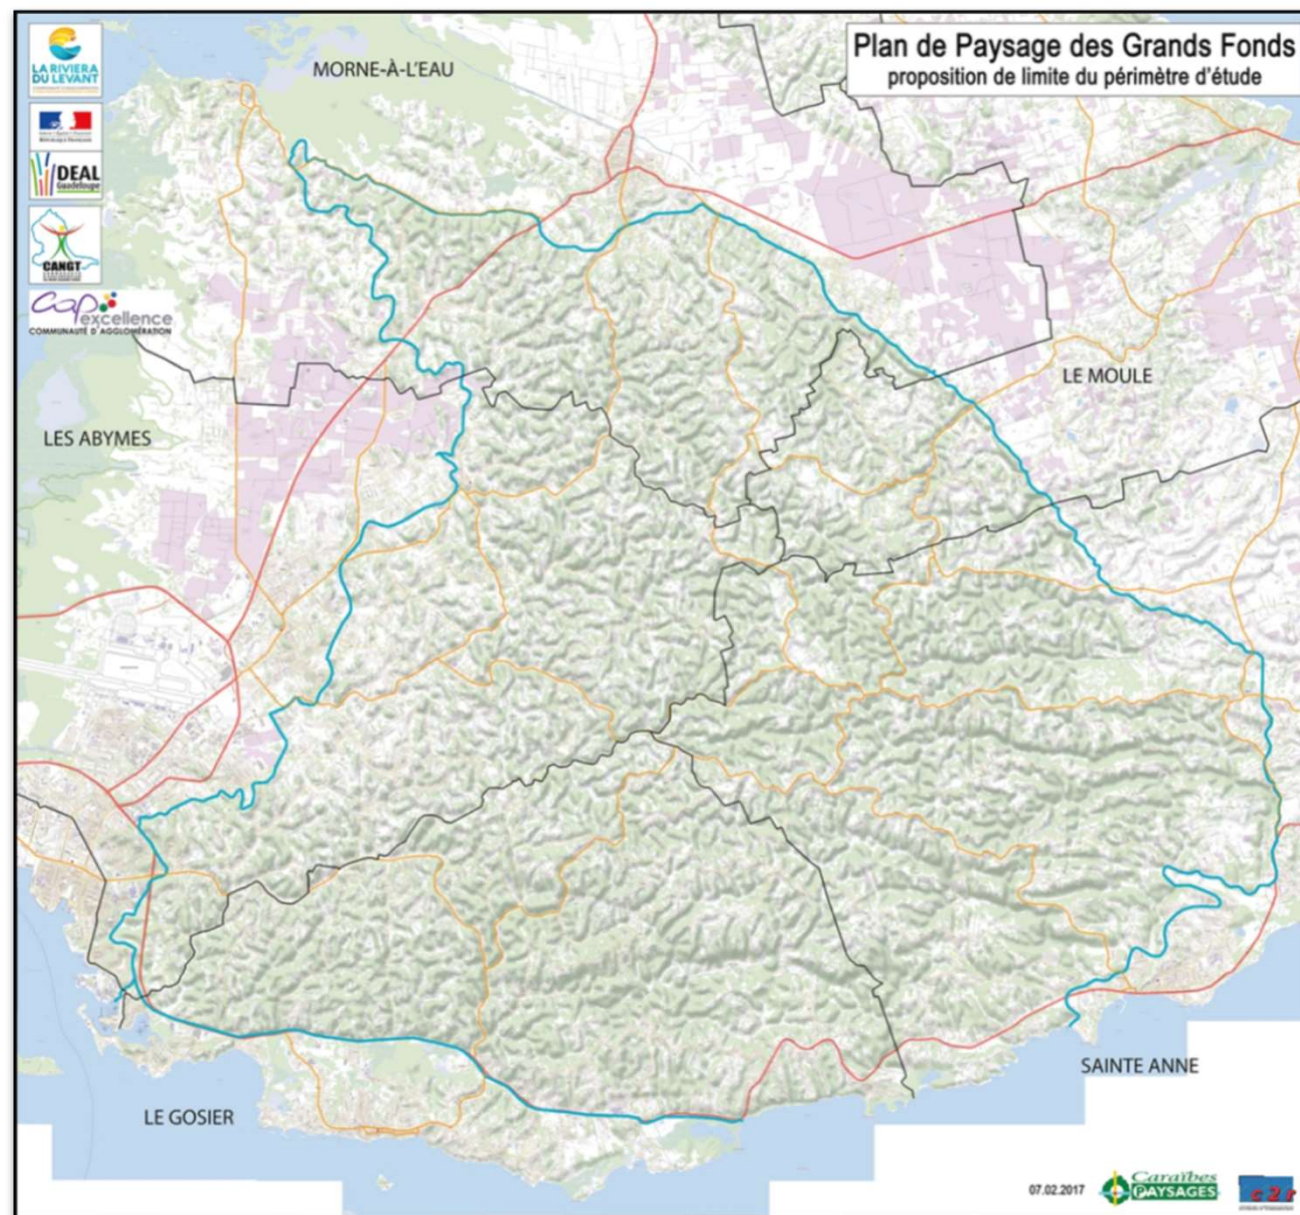 Plan de Paysage des Grands Fonds
proposition de limite du périmètre d'étude
LA RIVIERA
DU LEVANT
DEAL
Guadeloupe
CANGT
Cap excellence
COMMUNAUTÉ D'AGGLOMÉRATION
MORNE-À-L'EAU
LE MOULE
LES ABYMES
SAINTE ANNE
LE GOSIER
07.02.2017
Caraïbes
PAYSAGES
c2r